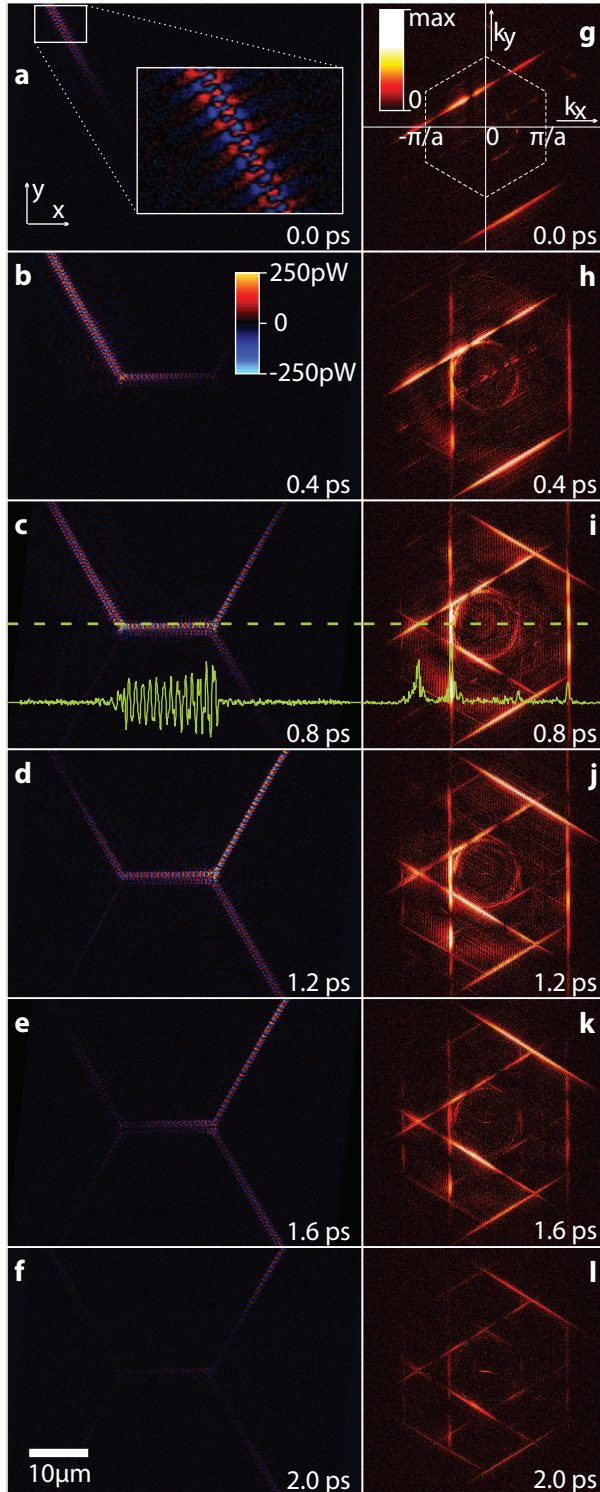 a
y
x
0.0 ps
max
0
ky
g
kx
-π/a
0
π/a
0.0 ps
b
250pW
0
-250pW
0.4 ps
h
0.4 ps
c
0.8 ps
i
0.8 ps
d
1.2 ps
j
1.2 ps
e
1.6 ps
k
1.6 ps
f
10μm
2.0 ps
l
2.0 ps